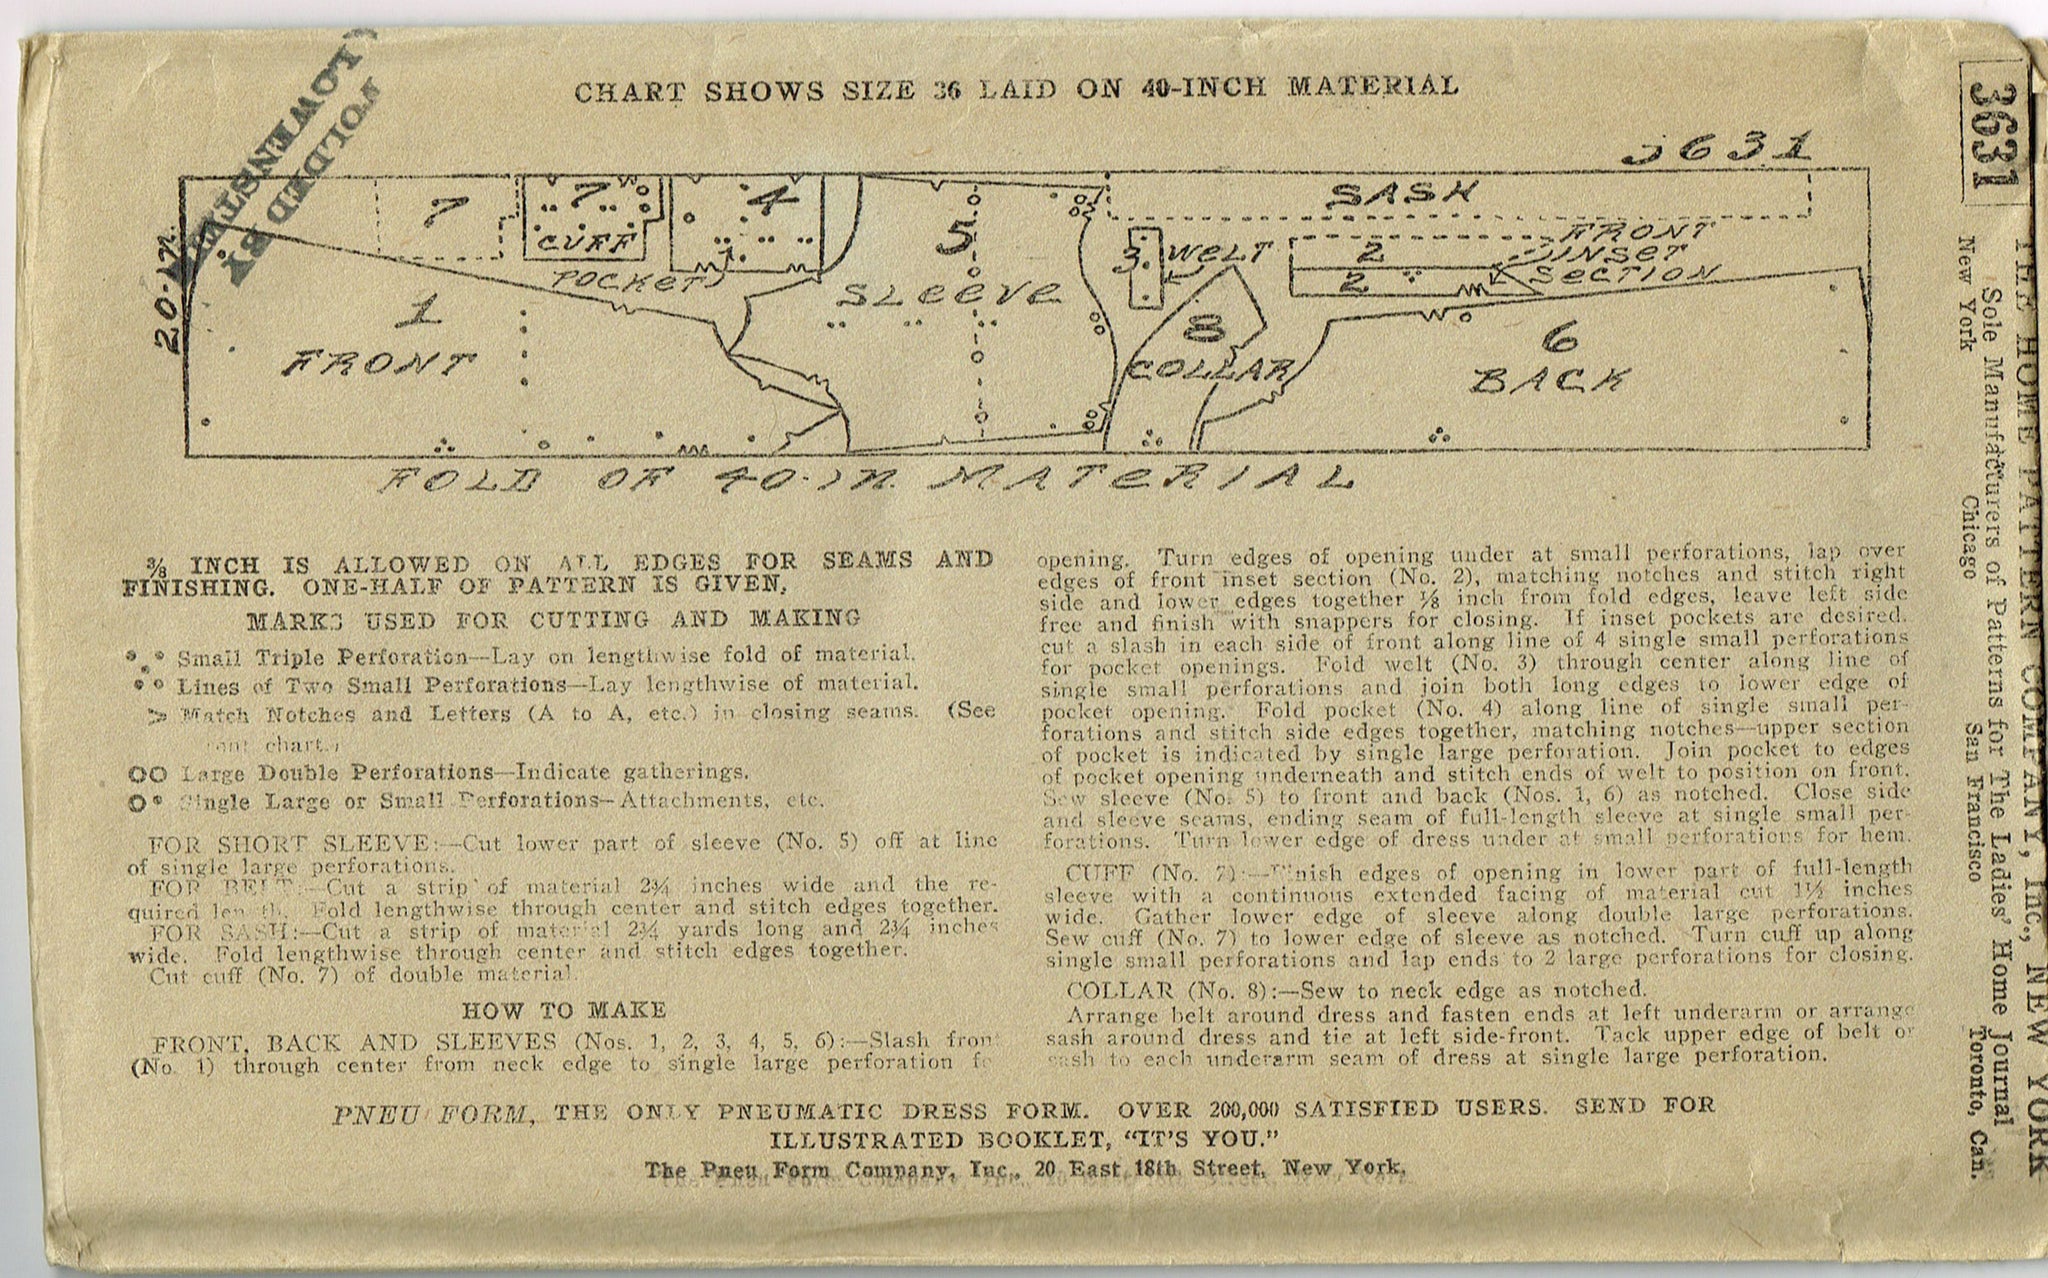 CHART SHOWS SIZE 36 LAID ON 40-INCH MATERIAL
FOLDED BY
LOWENSTEIN
3631
20-IN.
7
7
CUFF
POCKET
4
5
SLEEVE
SASH
3
WELT
FRONT
INSET
SECTION
2
2
1
FRONT
8
COLLAR
6
BACK
FOLD OF 40-IN. MATERIAL
⅜ INCH IS ALLOWED ON ALL EDGES FOR SEAMS AND
FINISHING. ONE-HALF OF PATTERN IS GIVEN.
MARKS USED FOR CUTTING AND MAKING
Small Triple Perforation—Lay on lengthwise fold of material.
Lines of Two Small Perforations—Lay lengthwise of material.
Match Notches and Letters (A to A, etc.) in closing seams. (See
chart.)
Large Double Perforations—Indicate gatherings.
Single Large or Small Perforations—Attachments, etc.
FOR SHORT SLEEVE:—Cut lower part of sleeve (No. 5) off at line
of single large perforations.
FOR BELT:—Cut a strip of material 2¾ inches wide and the re-
quired length. Fold lengthwise through center and stitch edges together.
FOR SASH:—Cut a strip of material 2¾ yards long and 2¾ inches
wide. Fold lengthwise through center and stitch edges together.
Cut cuff (No. 7) of double material.
HOW TO MAKE
FRONT, BACK AND SLEEVES (Nos. 1, 2, 3, 4, 5, 6):—Slash front
(No. 1) through center from neck edge to single large perforation
opening. Turn edges of opening under at small perforations, lap over
edges of front inset section (No. 2), matching notches and stitch right
side and lower edges together ⅛ inch from fold edges, leave left side
free and finish with snappers for closing. If inset pockets are desired,
cut a slash in each side of front along line of 4 single small perforations
for pocket openings. Fold welt (No. 3) through center along line of
single small perforations and join both long edges to lower edge of
pocket opening. Fold pocket (No. 4) along line of single small per-
forations and stitch side edges together, matching notches—upper section
of pocket is indicated by single large perforation. Join pocket to edges
of pocket opening underneath and stitch ends of welt to position on front.
Sew sleeve (No. 5) to front and back (Nos. 1, 6) as notched. Close side
and sleeve seams, ending seam of full-length sleeve at single small per-
forations. Turn lower edge of dress under at small perforations for hem.
CUFF (No. 7):—Finish edges of opening in lower part of full-length
sleeve with a continuous extended facing of material cut 1½ inches
wide. Gather lower edge of sleeve along double large perforations.
Sew cuff (No. 7) to lower edge of sleeve as notched. Turn cuff up along
single small perforations and lap ends to 2 large perforations for closing.
COLLAR (No. 8):—Sew to neck edge as notched.
Arrange belt around dress and fasten ends at left underarm or arrange
sash around dress and tie at left side-front. Tack upper edge of belt or
sash to each underarm seam of dress at single large perforation.
PNEU FORM, THE ONLY PNEUMATIC DRESS FORM. OVER 200,000 SATISFIED USERS. SEND FOR
ILLUSTRATED BOOKLET, “IT'S YOU.”
The Pneu Form Company, Inc., 20 East 18th Street, New York.
3631
THE HOME PATTERN COMPANY, Inc., NEW YORK
Sole Manufacturers of Patterns for The Ladies' Home Journal
New York Chicago San Francisco Toronto, Can.